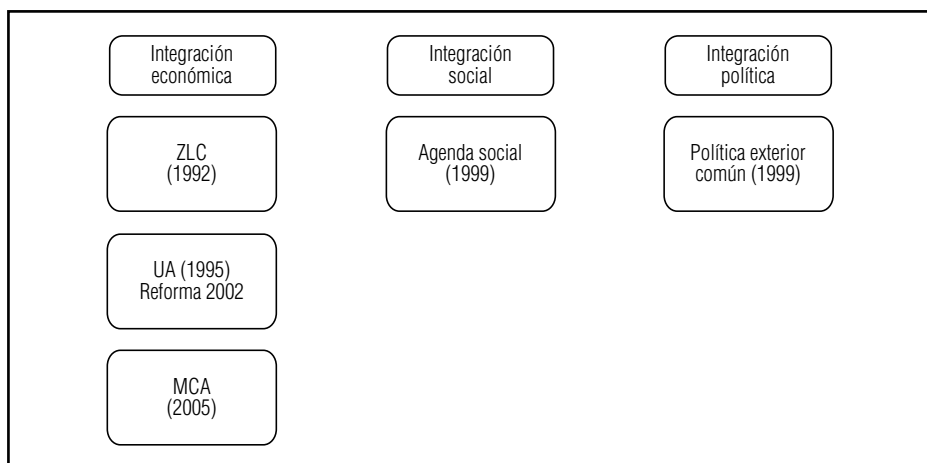 Integración
económica
Integración
social
Integración
política
ZLC
(1992)
Agenda social
(1999)
Política exterior
común (1999)
UA (1995)
Reforma 2002
MCA
(2005)